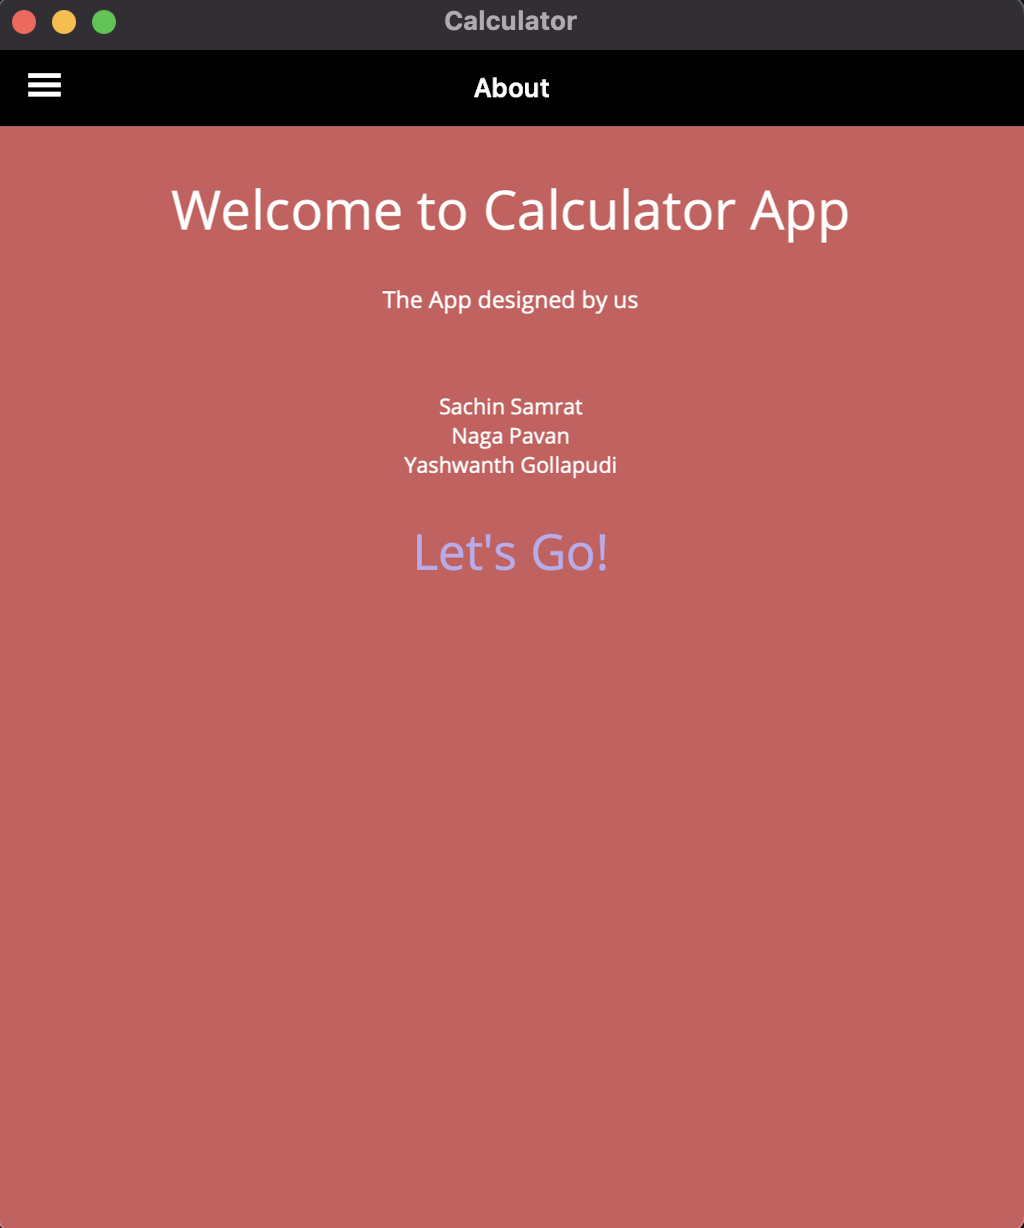 Calculator
About
Welcome to Calculator App
The App designed by us
Sachin Samrat
Naga Pavan
Yashwanth Gollapudi
Let's Go!